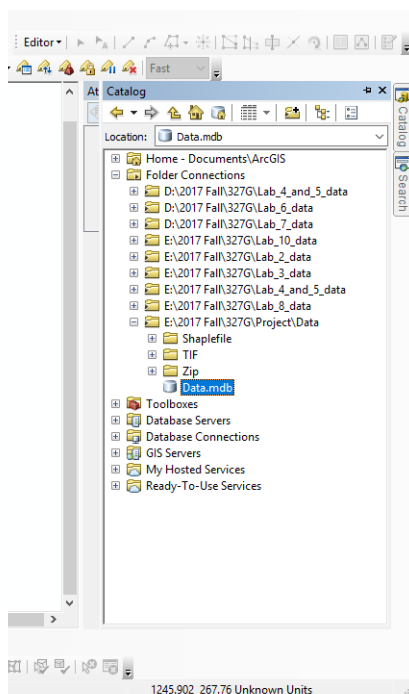 Editor
Fast
At
Catalog
Location: Data.mdb
Home - Documents\ArcGIS
Folder Connections
D:\2017 Fall\327G\Lab_4_and_5_data
D:\2017 Fall\327G\Lab_6_data
D:\2017 Fall\327G\Lab_7_data
E:\2017 Fall\327G\Lab_10_data
E:\2017 Fall\327G\Lab_2_data
E:\2017 Fall\327G\Lab_3_data
E:\2017 Fall\327G\Lab_4_and_5_data
E:\2017 Fall\327G\Lab_8_data
E:\2017 Fall\327G\Project\Data
Shaplefile
TIF
Zip
Data.mdb
Toolboxes
Database Servers
Database Connections
GIS Servers
My Hosted Services
Ready-To-Use Services
Catalog
Search
1245.902 267.76 Unknown Units